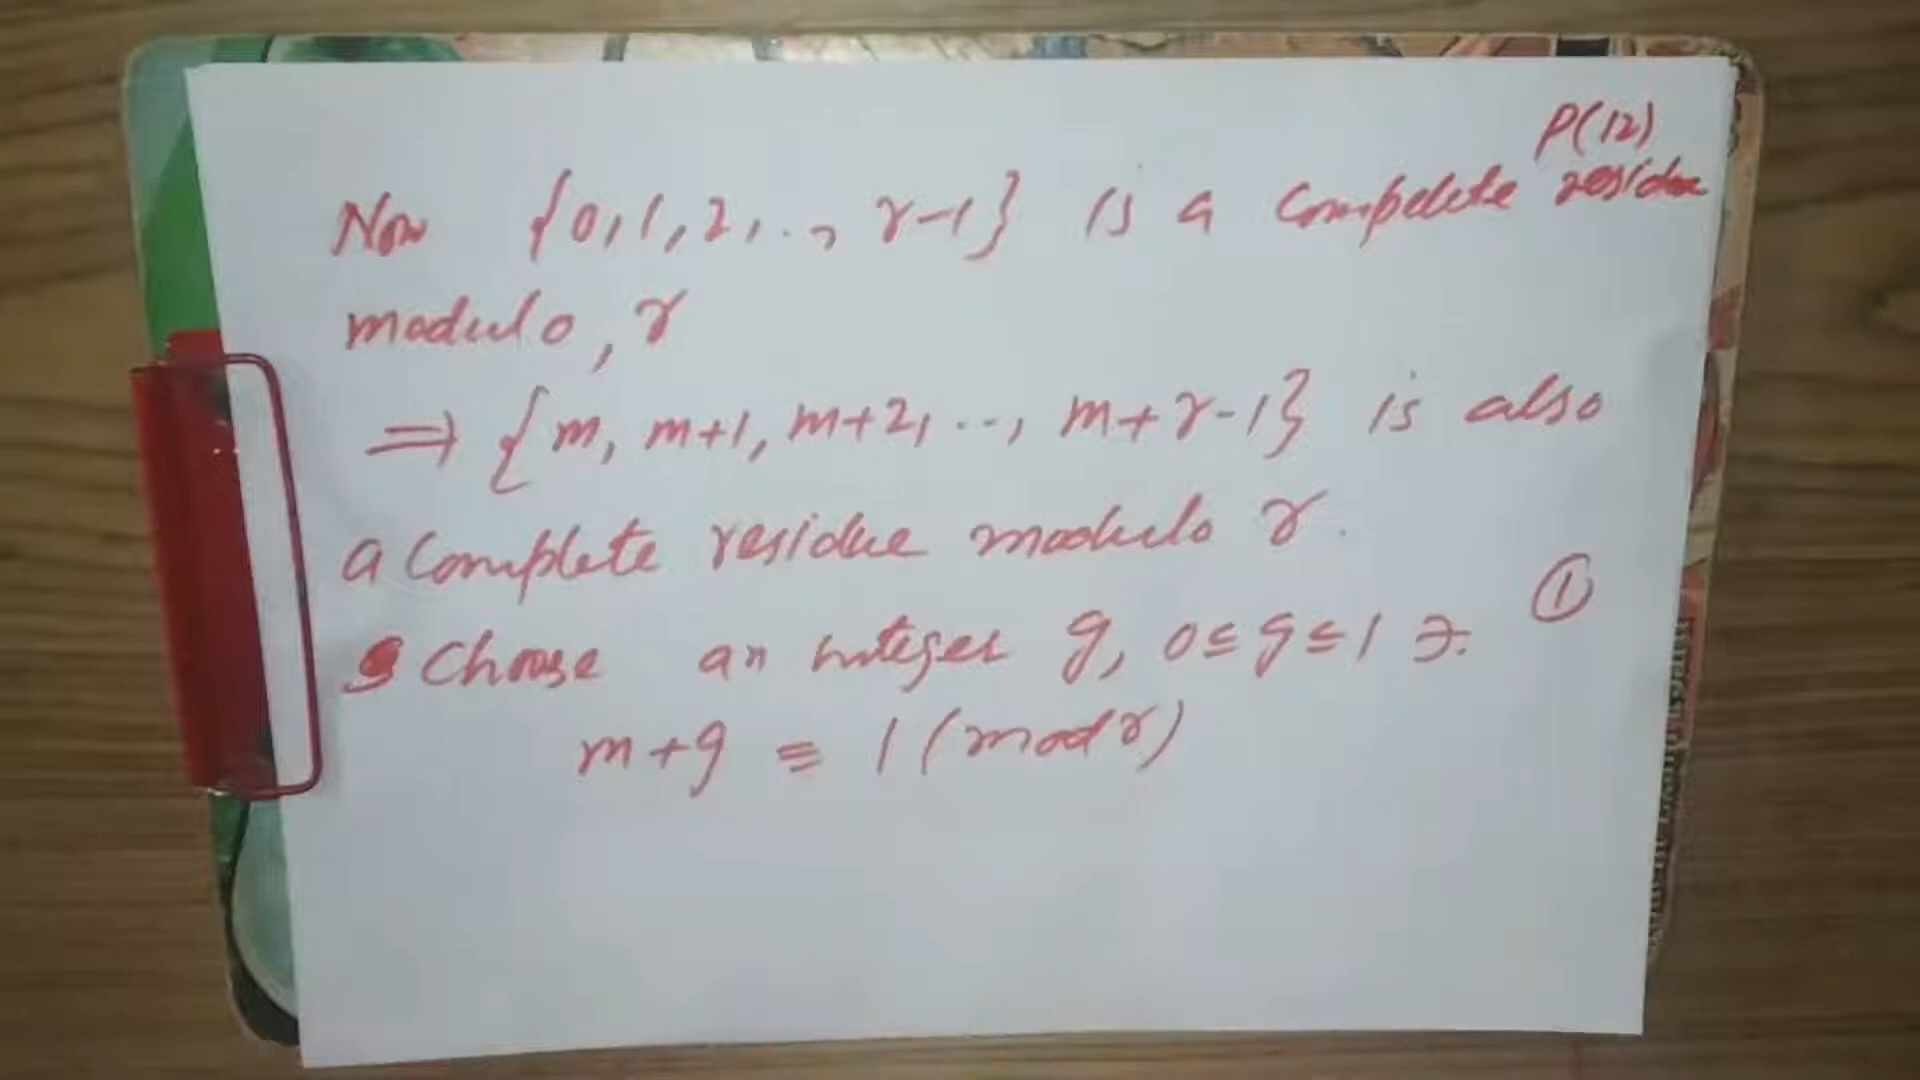 P(12)
Now {0,1,2,.., r-1} is a Complete residue
modulo, r
⇒ {m, m+1, m+2, .., m+r-1} is also
a Complete residue modulo r.
①
Choose an integer g, 0≤g≤1 ∋:
m+g ≡ 1 (mod r)